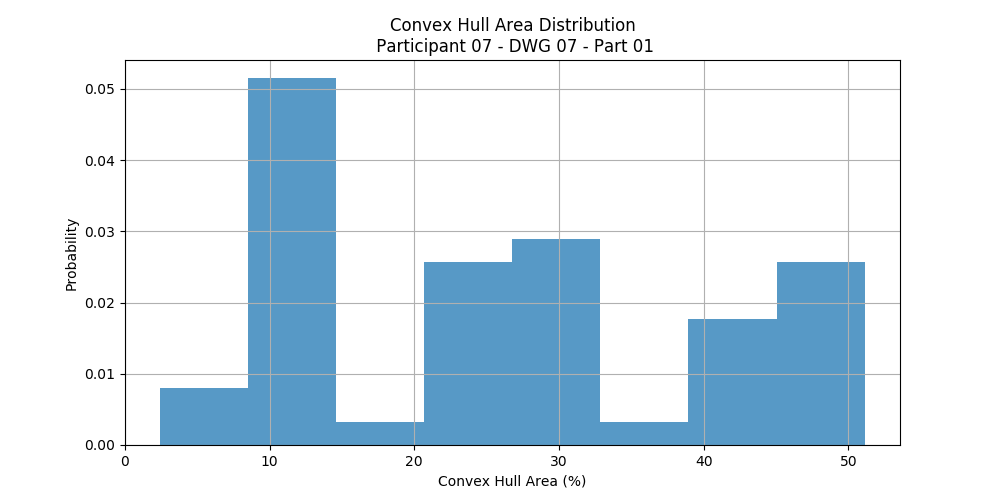 Convex Hull Area Distribution
Participant 07 - DWG 07 - Part 01
0.05
0.04
0.03
0.02
0.01
0.00
Probability
0 10 20 30 40 50
Convex Hull Area (%)